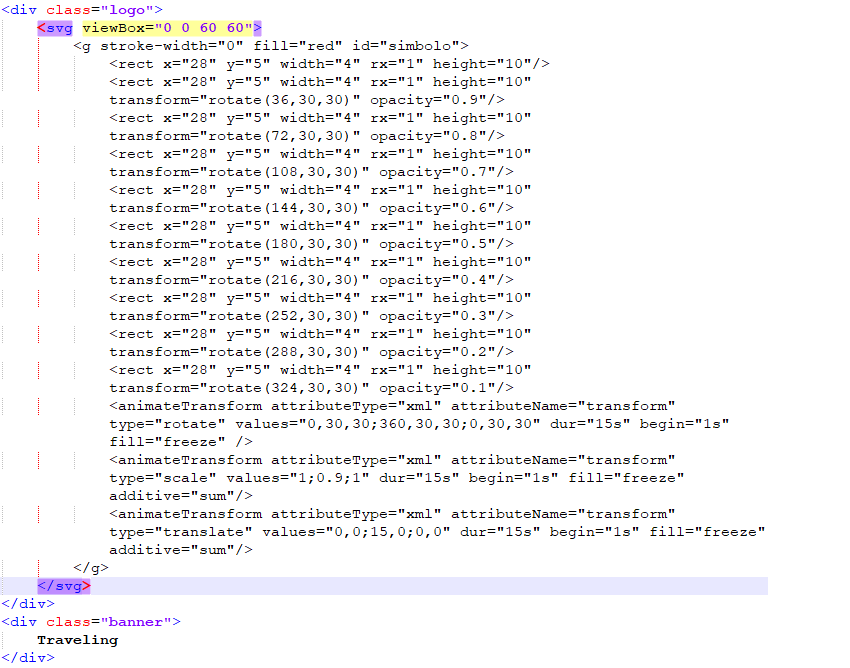 <div class="logo">
<svg viewBox="0 0 60 60">
<g stroke-width="0" fill="red" id="simbolo">
<rect x="28" y="5" width="4" rx="1" height="10"/>
<rect x="28" y="5" width="4" rx="1" height="10"
transform="rotate(36,30,30)" opacity="0.9"/>
<rect x="28" y="5" width="4" rx="1" height="10"
transform="rotate(72,30,30)" opacity="0.8"/>
<rect x="28" y="5" width="4" rx="1" height="10"
transform="rotate(108,30,30)" opacity="0.7"/>
<rect x="28" y="5" width="4" rx="1" height="10"
transform="rotate(144,30,30)" opacity="0.6"/>
<rect x="28" y="5" width="4" rx="1" height="10"
transform="rotate(180,30,30)" opacity="0.5"/>
<rect x="28" y="5" width="4" rx="1" height="10"
transform="rotate(216,30,30)" opacity="0.4"/>
<rect x="28" y="5" width="4" rx="1" height="10"
transform="rotate(252,30,30)" opacity="0.3"/>
<rect x="28" y="5" width="4" rx="1" height="10"
transform="rotate(288,30,30)" opacity="0.2"/>
<rect x="28" y="5" width="4" rx="1" height="10"
transform="rotate(324,30,30)" opacity="0.1"/>
<animateTransform attributeType="xml" attributeName="transform"
type="rotate" values="0,30,30;360,30,30;0,30,30" dur="15s" begin="1s"
fill="freeze" />
<animateTransform attributeType="xml" attributeName="transform"
type="scale" values="1;0.9;1" dur="15s" begin="1s" fill="freeze"
additive="sum"/>
<animateTransform attributeType="xml" attributeName="transform"
type="translate" values="0,0;15,0;0,0" dur="15s" begin="1s" fill="freeze"
additive="sum"/>
</g>
</svg>
</div>
<div class="banner">
Traveling
</div>